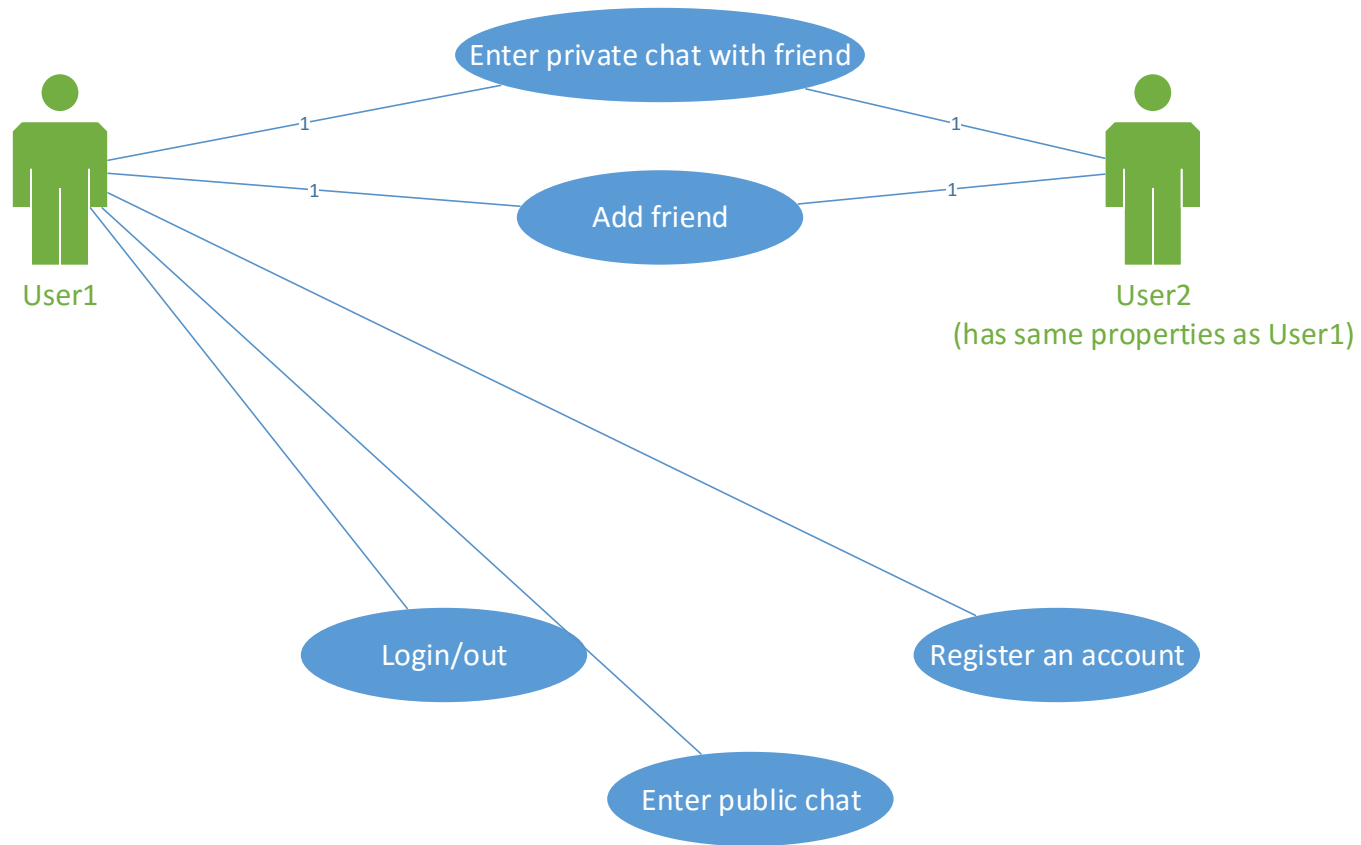 Enter private chat with friend
1
1
1
Add friend
1
User1
User2
(has same properties as User1)
Login/out
Register an account
Enter public chat